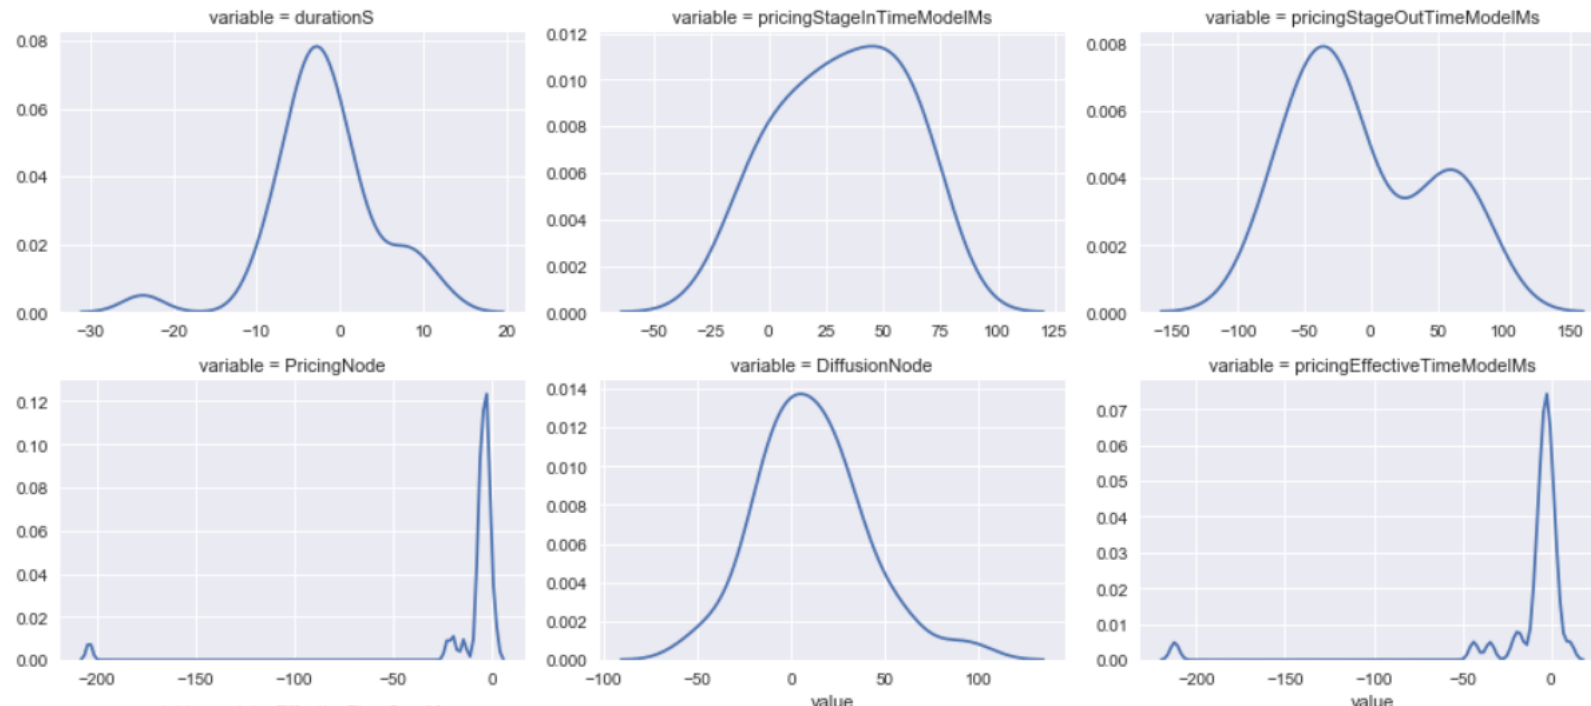 variable = durationS
0.08
0.06
0.04
0.02
0.00
−30 −20 −10 0 10 20
variable = pricingStageInTimeModelMs
0.012
0.010
0.008
0.006
0.004
0.002
0.000
−50 −25 0 25 50 75 100 125
variable = pricingStageOutTimeModelMs
0.008
0.006
0.004
0.002
0.000
−150 −100 −50 0 50 100 150
variable = PricingNode
0.12
0.10
0.08
0.06
0.04
0.02
0.00
−200 −150 −100 −50 0
variable = DiffusionNode
0.014
0.012
0.010
0.008
0.006
0.004
0.002
0.000
−100 −50 0 50 100
value
variable = pricingEffectiveTimeModelMs
0.07
0.06
0.05
0.04
0.03
0.02
0.01
0.00
−200 −150 −100 −50 0
value